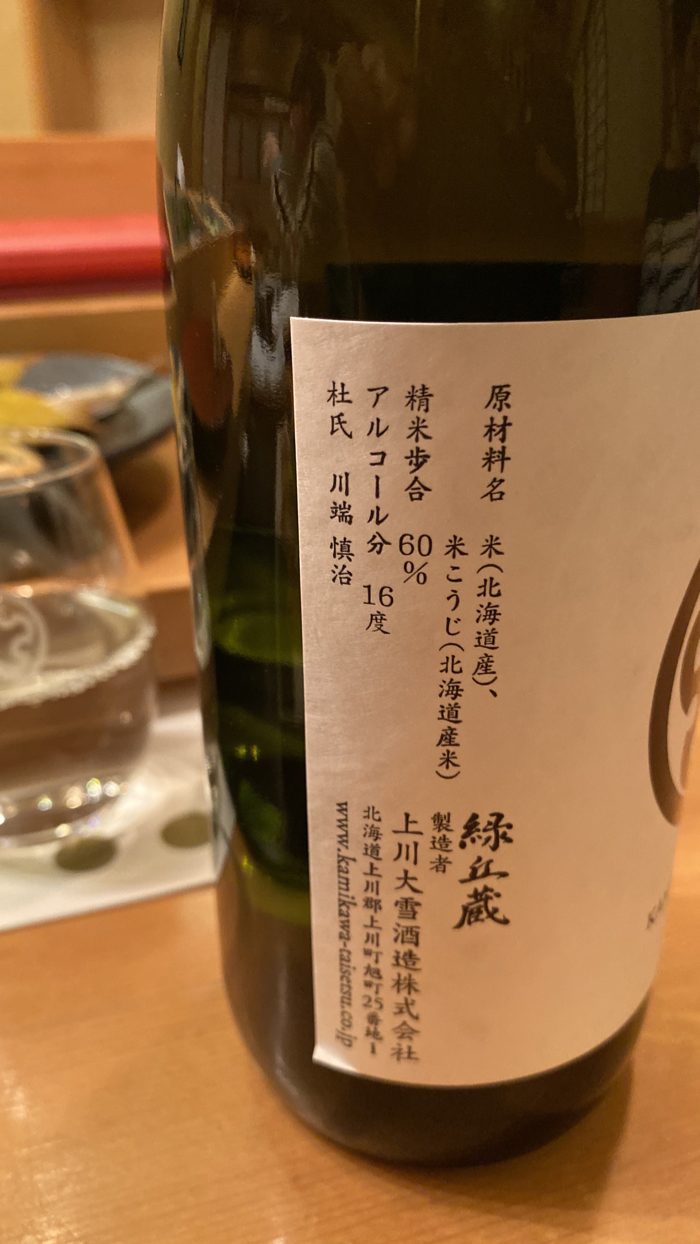 原材料名 米(北海道産)、
米こうじ(北海道産米)
精米歩合 60%
アルコール分 16度
杜氏 川端 慎治
緑丘蔵
製造者
上川大雪酒造株式会社
北海道上川郡上川町旭町25番地1
www.kamikawa-taisetsu.co.jp